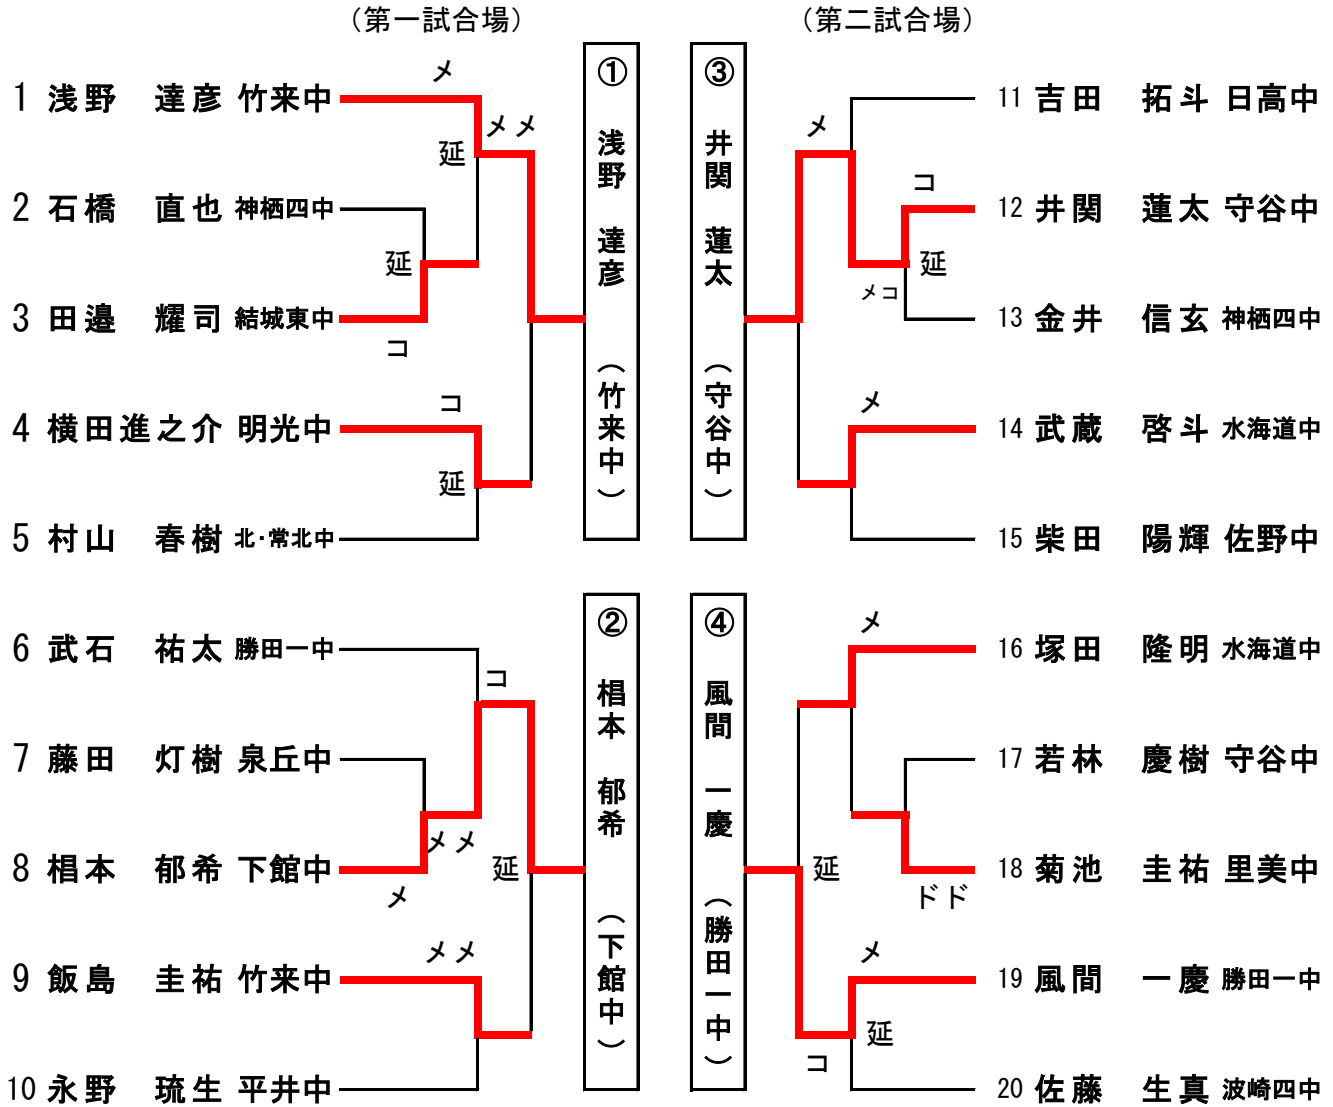 （第一試合場）
メ
1 浅野 達彦 竹来中
メメ
延
2 石橋 直也 神栖四中
延
3 田邉 耀司 結城東中
コ
コ
4 横田進之介 明光中
延
5 村山 春樹 北・常北中
① 浅野 達彦 （竹来中）
6 武石 祐太 勝田一中
コ
7 藤田 灯樹 泉丘中
メメ
8 椙本 郁希 下館中
延
メ
メメ
9 飯島 圭祐 竹来中
10 永野 琉生 平井中
② 椙本 郁希 （下館中）
（第二試合場）
③ 井関 蓮太 （守谷中）
11 吉田 拓斗 日高中
メ
コ
12 井関 蓮太 守谷中
延
メコ
13 金井 信玄 神栖四中
メ
14 武蔵 啓斗 水海道中
15 柴田 陽輝 佐野中
④ 風間 一慶 （勝田一中）
メ
16 塚田 隆明 水海道中
17 若林 慶樹 守谷中
延
18 菊池 圭祐 里美中
ドド
メ
19 風間 一慶 勝田一中
延
コ
20 佐藤 生真 波崎四中